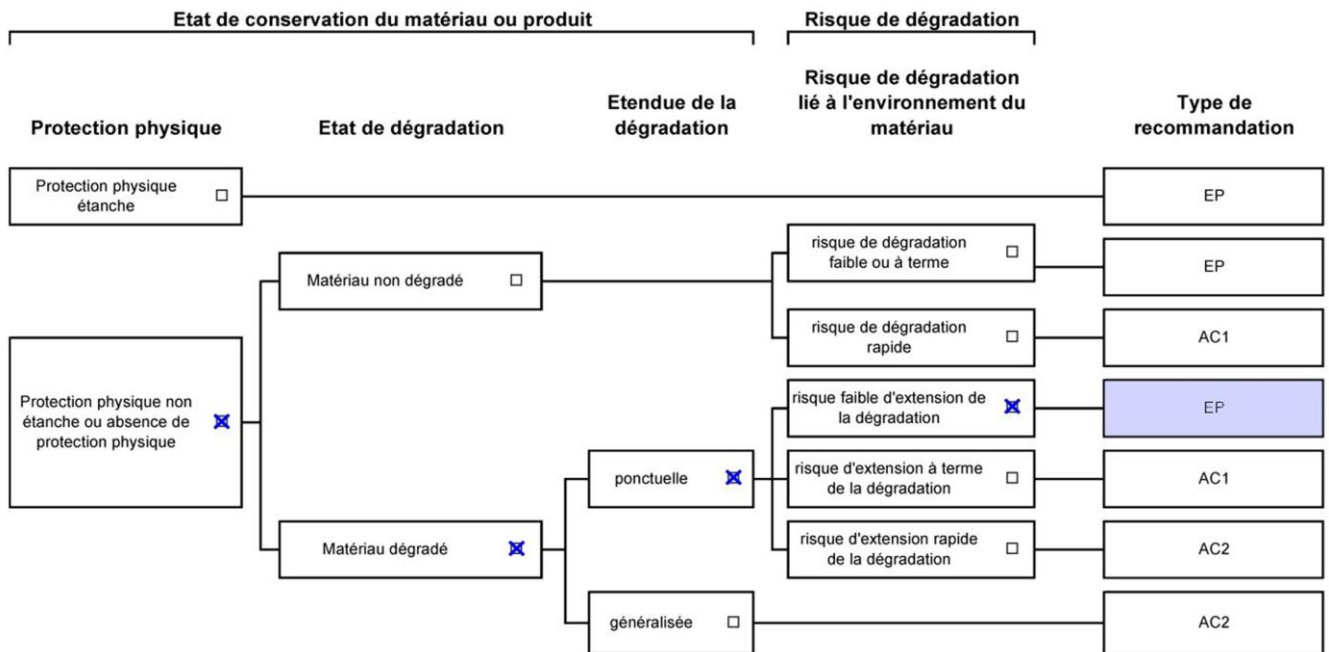 Etat de conservation du matériau ou produit
Risque de dégradation
Protection physique
Etat de dégradation
Etendue de la
dégradation
Risque de dégradation
lié à l'environnement du
matériau
Type de
recommandation
Protection physique
étanche
EP
risque de dégradation
faible ou à terme
EP
Matériau non dégradé
risque de dégradation
rapide
AC1
Protection physique non
étanche ou absence de
protection physique
risque faible d'extension de
la dégradation
EP
ponctuelle
risque d'extension à terme
de la dégradation
AC1
Matériau dégradé
risque d'extension rapide
de la dégradation
AC2
généralisée
AC2